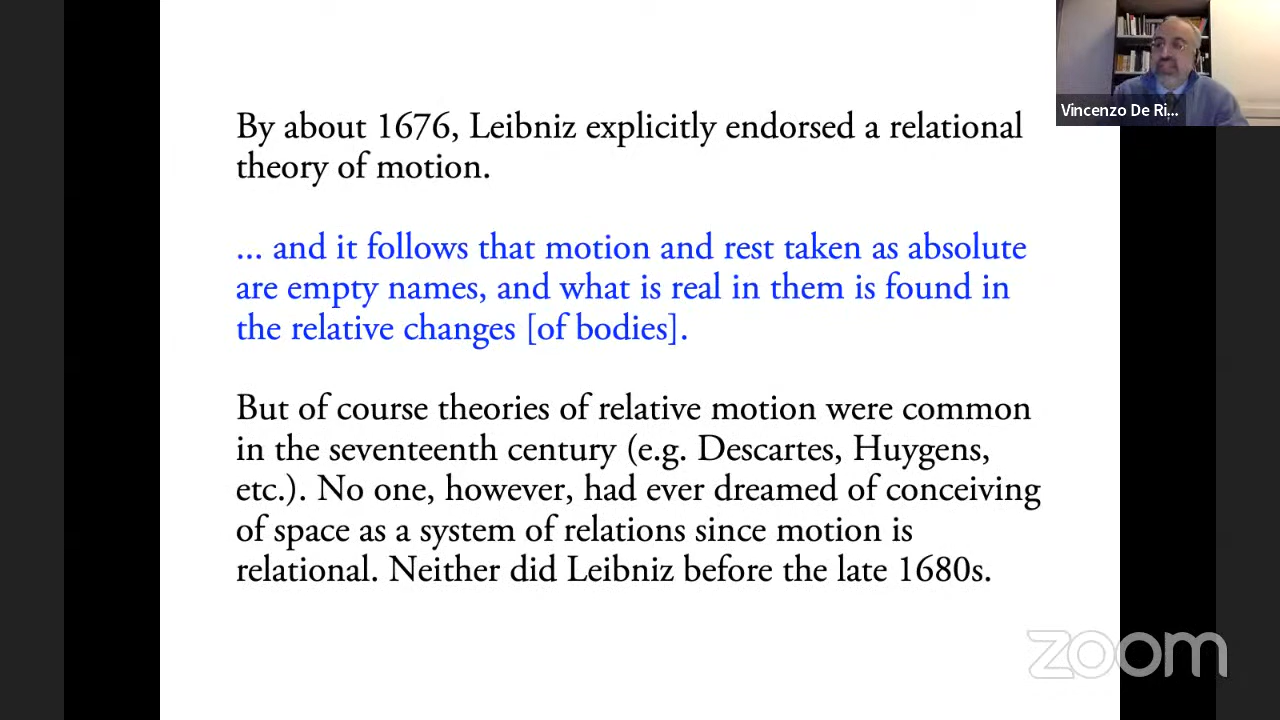 By about 1676, Leibniz explicitly endorsed a relational
theory of motion.
... and it follows that motion and rest taken as absolute
are empty names, and what is real in them is found in
the relative changes [of bodies].
But of course theories of relative motion were common
in the seventeenth century (e.g. Descartes, Huygens,
etc.). No one, however, had ever dreamed of conceiving
of space as a system of relations since motion is
relational. Neither did Leibniz before the late 1680s.
Vincenzo De Ri...
zoom